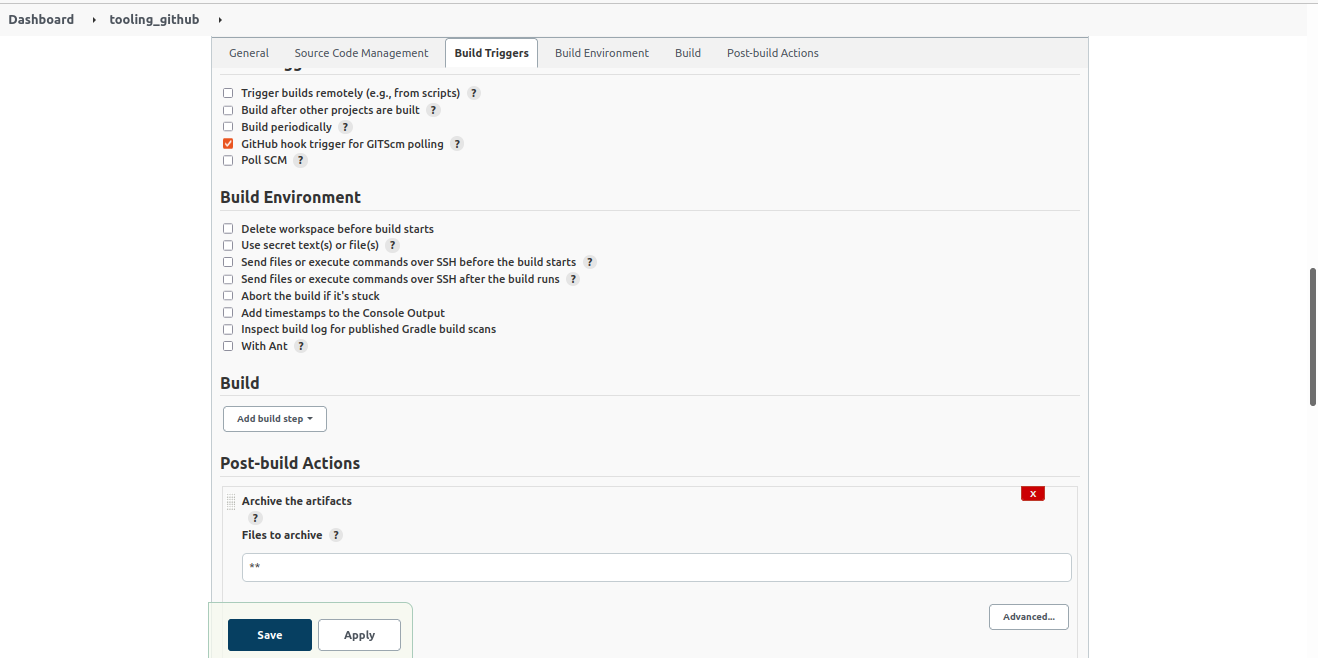 Dashboard tooling_github
General Source Code Management Build Triggers Build Environment Build Post-build Actions
Trigger builds remotely (e.g., from scripts) ?
Build after other projects are built ?
Build periodically ?
GitHub hook trigger for GITScm polling ?
Poll SCM ?
Build Environment
Delete workspace before build starts
Use secret text(s) or file(s) ?
Send files or execute commands over SSH before the build starts ?
Send files or execute commands over SSH after the build runs ?
Abort the build if it's stuck
Add timestamps to the Console Output
Inspect build log for published Gradle build scans
With Ant ?
Build
Add build step
Post-build Actions
X
Archive the artifacts
?
Files to archive ?
**
Advanced...
Save Apply